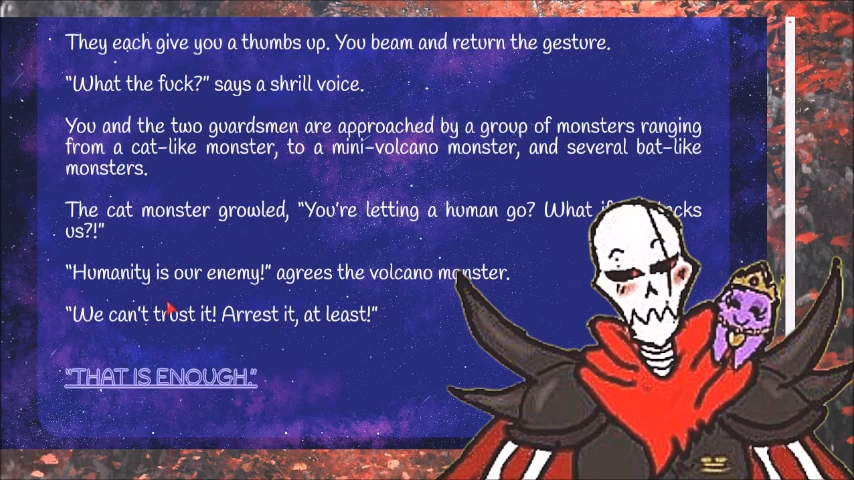 They each give you a thumbs up. You beam and return the gesture.
“What the fuck?” says a shrill voice.
You and the two guardsmen are approached by a group of monsters ranging
from a cat-like monster, to a mini-volcano monster, and several bat-like
monsters.
The cat monster growled, “You’re letting a human go? What
us?!”
“Humanity is our enemy!” agrees the volcano monster.
“We can’t trust it! Arrest it, at least!”
“THAT IS ENOUGH.”